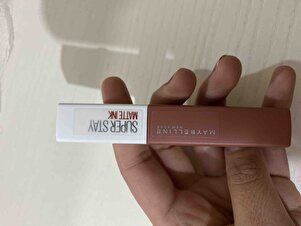 SUPER STAY
MATTE INK
MAYBELLINE
NEW YORK